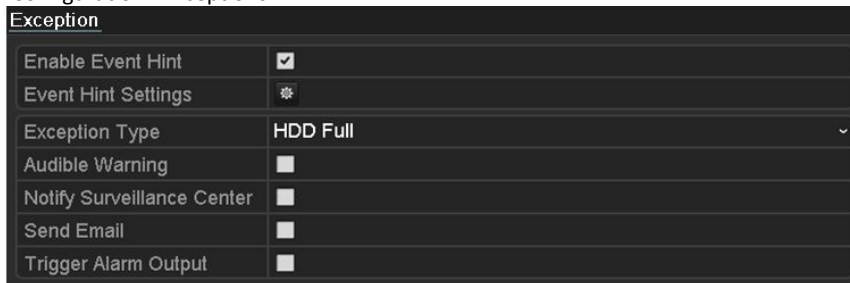 Exception
Enable Event Hint
Event Hint Settings
Exception Type HDD Full
Audible Warning
Notify Surveillance Center
Send Email
Trigger Alarm Output